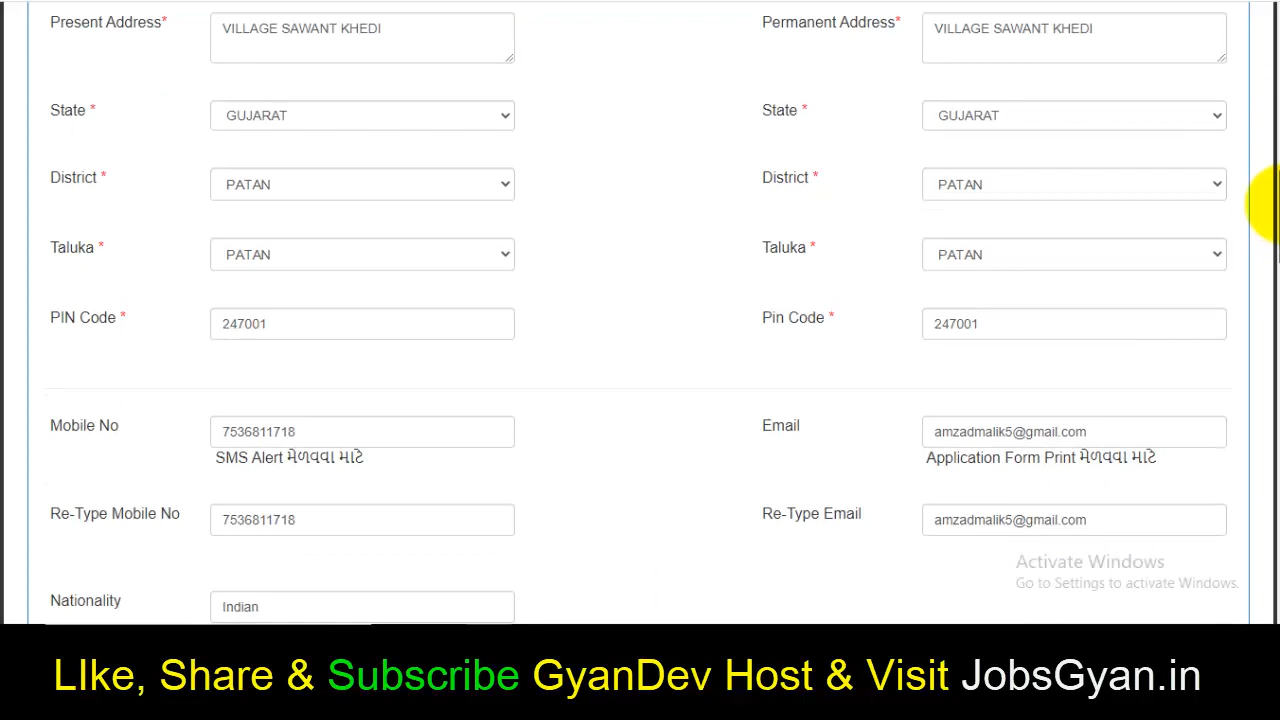 Present Address* VILLAGE SAWANT KHEDI Permanent Address* VILLAGE SAWANT KHEDI
State * GUJARAT State * GUJARAT
District * PATAN District * PATAN
Taluka * PATAN Taluka * PATAN
PIN Code * 247001 Pin Code * 247001
Mobile No 7536811718 Email amzadmalik5@gmail.com
SMS Alert મેળવવા માટે Application Form Print મેળવવા માટે
Re-Type Mobile No 7536811718 Re-Type Email amzadmalik5@gmail.com
Activate Windows
Go to Settings to activate Windows.
Nationality Indian
LIke, Share & Subscribe GyanDev Host & Visit JobsGyan.in